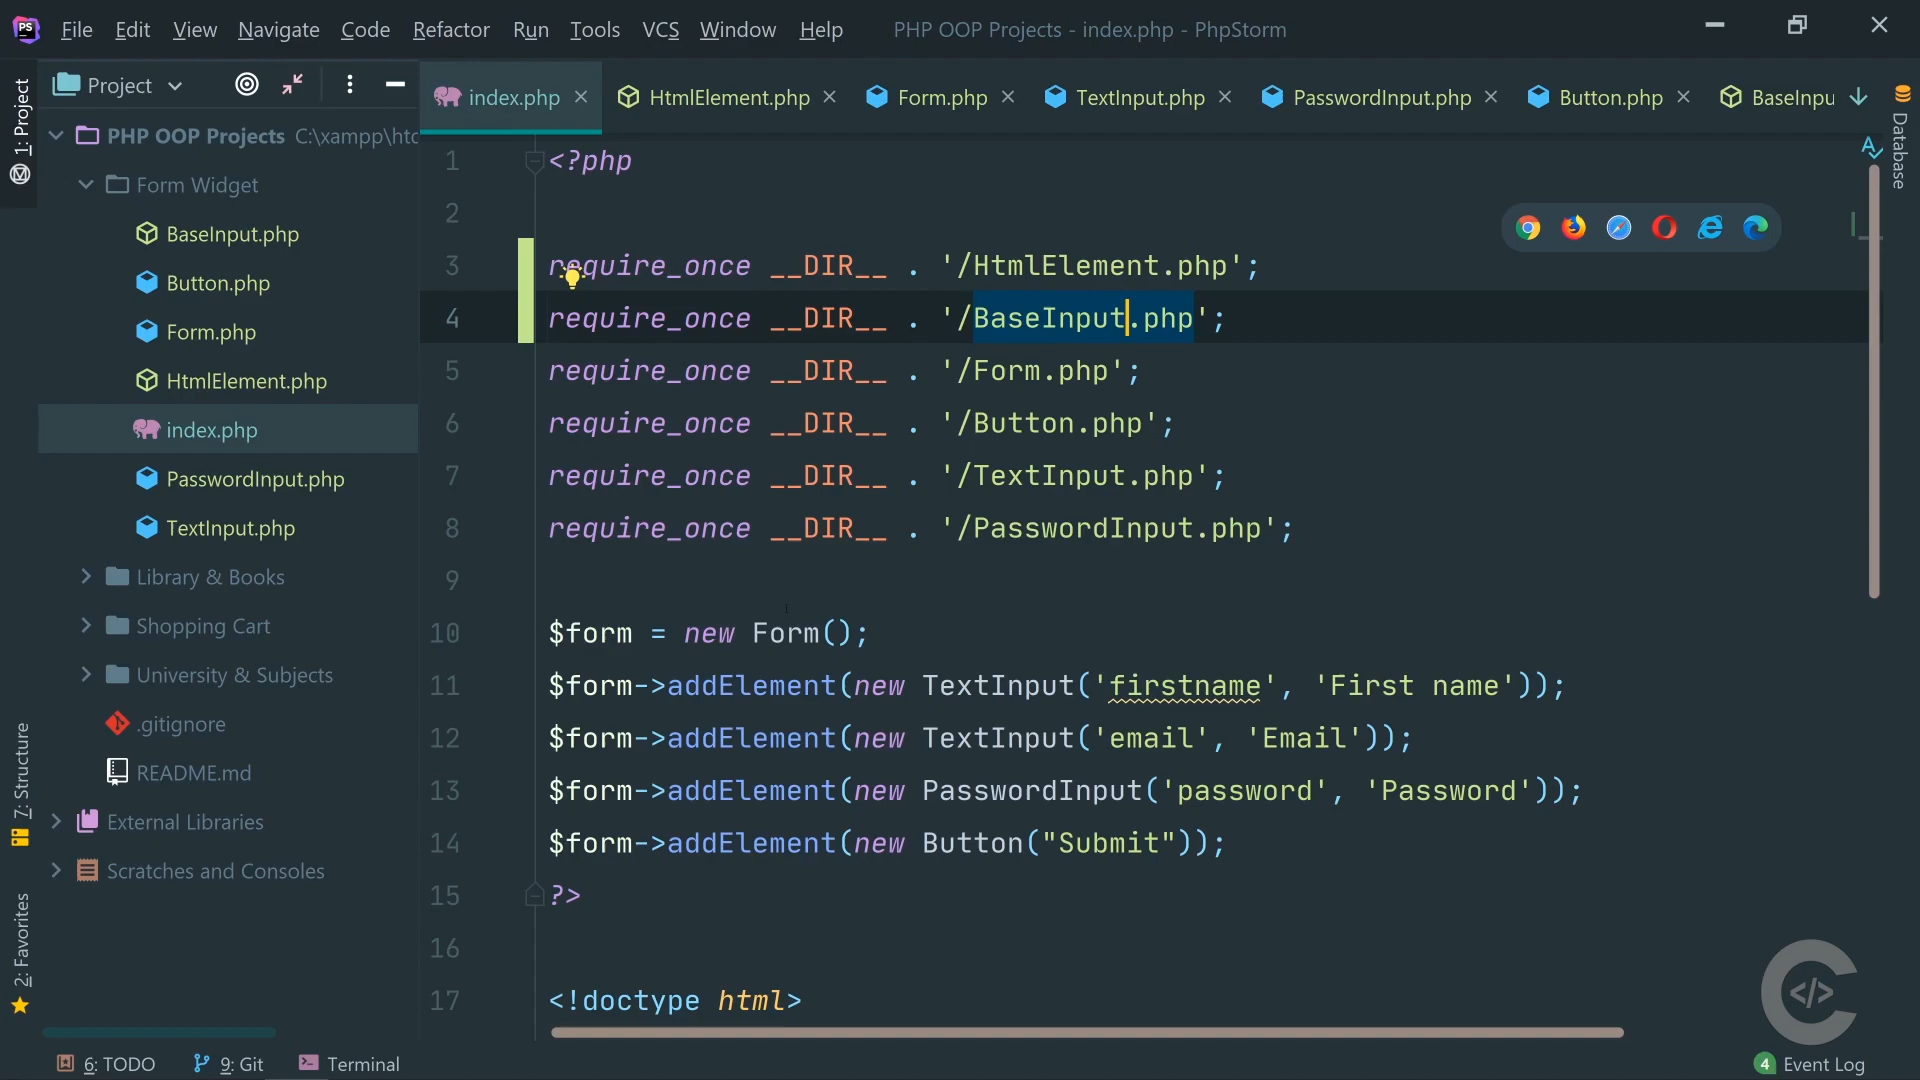 PS File Edit View Navigate Code Refactor Run Tools VCS Window Help PHP OOP Projects - index.php - PhpStorm
1: Project
Project
index.php HtmlElement.php Form.php TextInput.php PasswordInput.php Button.php BaseInpu
Database
PHP OOP Projects C:\xampp\htc
Form Widget
BaseInput.php
Button.php
Form.php
HtmlElement.php
index.php
PasswordInput.php
TextInput.php
Library & Books
Shopping Cart
University & Subjects
.gitignore
README.md
External Libraries
Scratches and Consoles
7: Structure
2: Favorites
1 <?php
2
3 require_once __DIR__ . '/HtmlElement.php';
4 require_once __DIR__ . '/BaseInput.php';
5 require_once __DIR__ . '/Form.php';
6 require_once __DIR__ . '/Button.php';
7 require_once __DIR__ . '/TextInput.php';
8 require_once __DIR__ . '/PasswordInput.php';
9
10 $form = new Form();
11 $form->addElement(new TextInput('firstname', 'First name'));
12 $form->addElement(new TextInput('email', 'Email'));
13 $form->addElement(new PasswordInput('password', 'Password'));
14 $form->addElement(new Button("Submit"));
15 ?>
16
17 <!doctype html>
</>
6: TODO 9: Git Terminal 4 Event Log